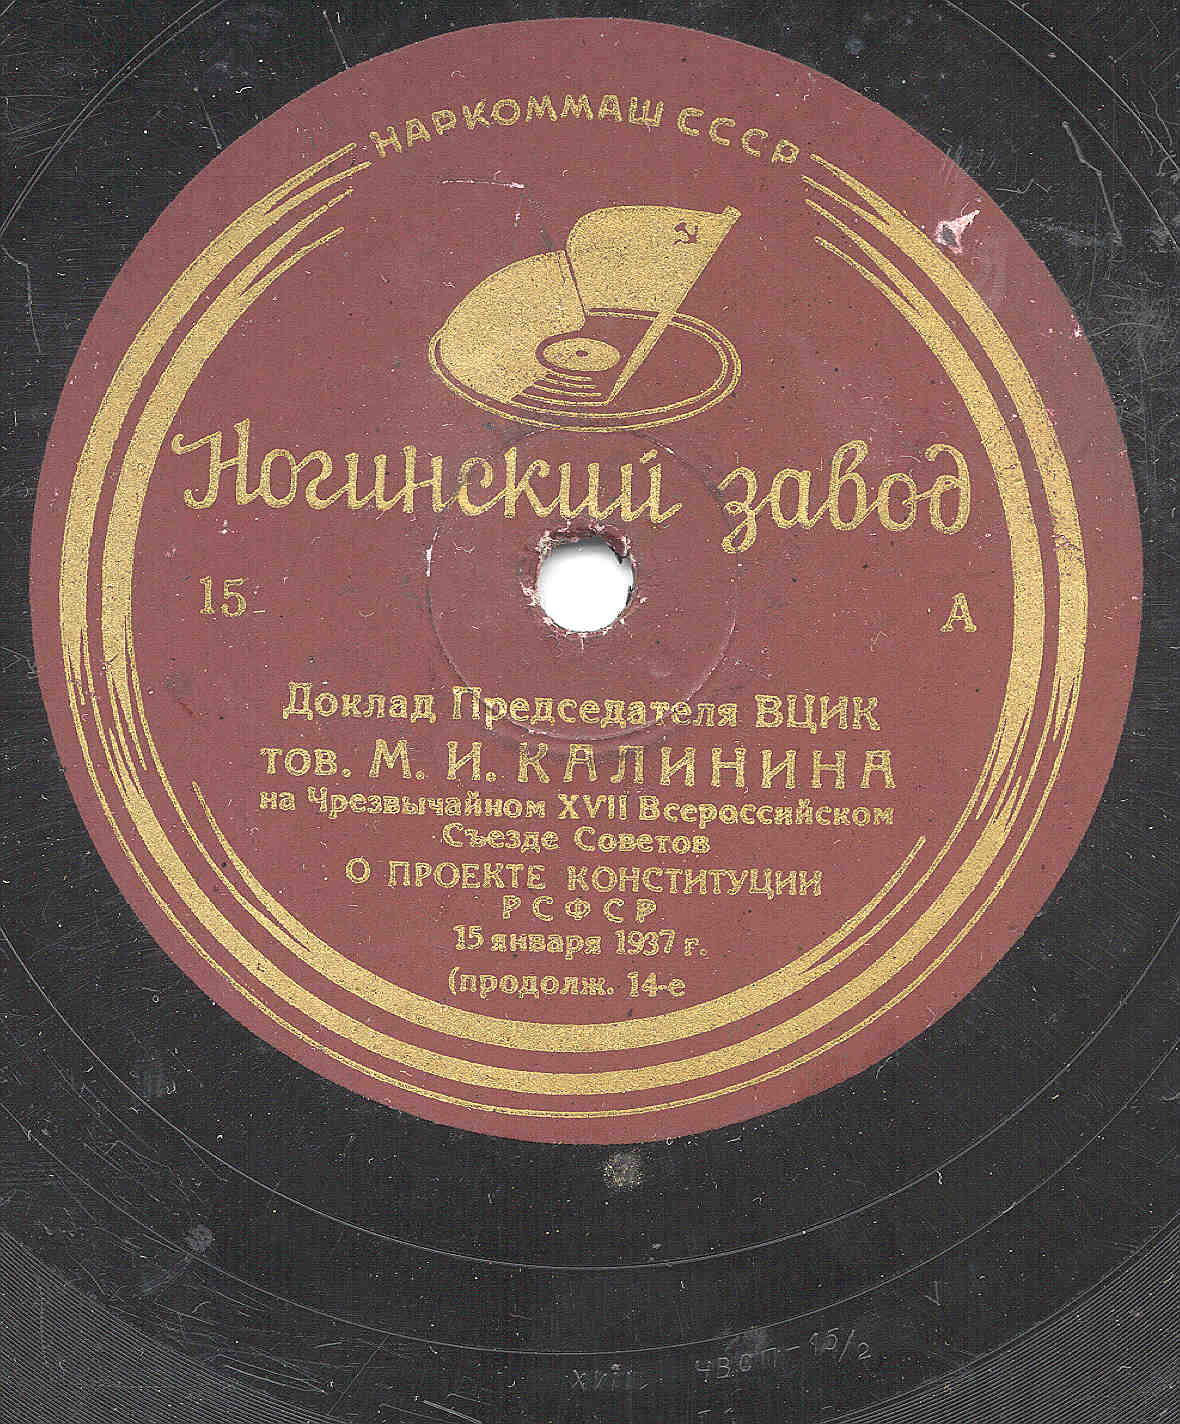 НАРКОММАШ СССР
Ногинский завод
15
А
Доклад Председателя ВЦИК
тов. М. И. КАЛИНИНА
на Чрезвычайном XVII Всероссийском
Съезде Советов
О ПРОЕКТЕ КОНСТИТУЦИИ
РСФСР
15 января 1937 г.
(продолж. 14-е
XVII